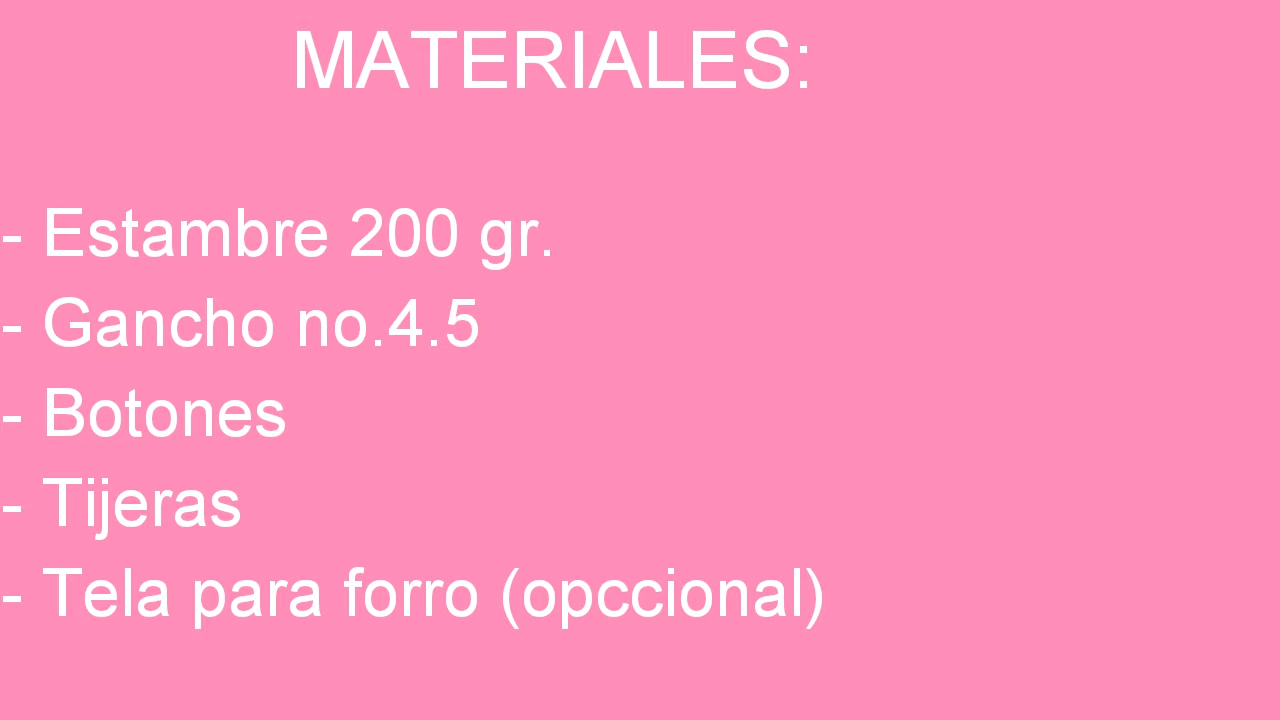 MATERIALES:
- Estambre 200 gr.
- Gancho no.4.5
- Botones
- Tijeras
- Tela para forro (opccional)